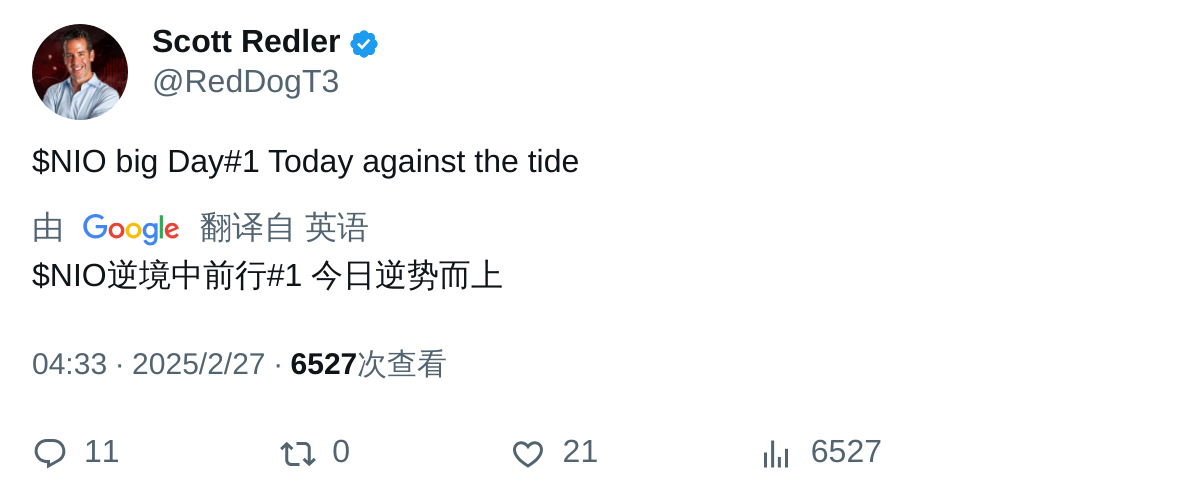 Scott Redler
@RedDogT3
$NIO big Day#1 Today against the tide
由 Google 翻译自 英语
$NIO逆境中前行#1 今日逆势而上
04:33 · 2025/2/27 · 6527次查看
11 0 21 6527